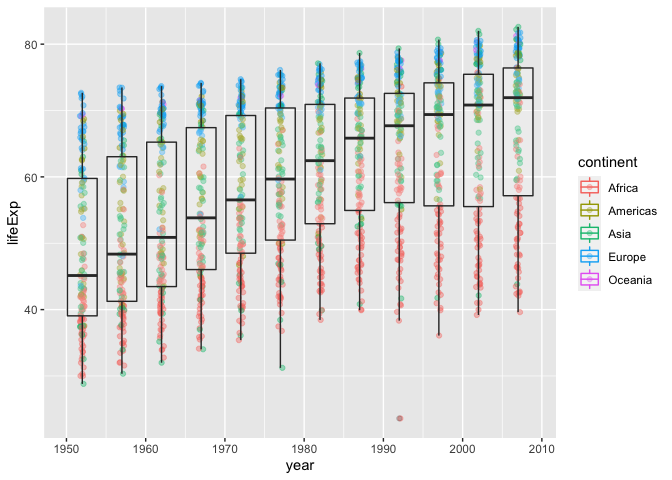 80
60
40
lifeExp
1950 1960 1970 1980 1990 2000 2010
year
continent
Africa
Americas
Asia
Europe
Oceania